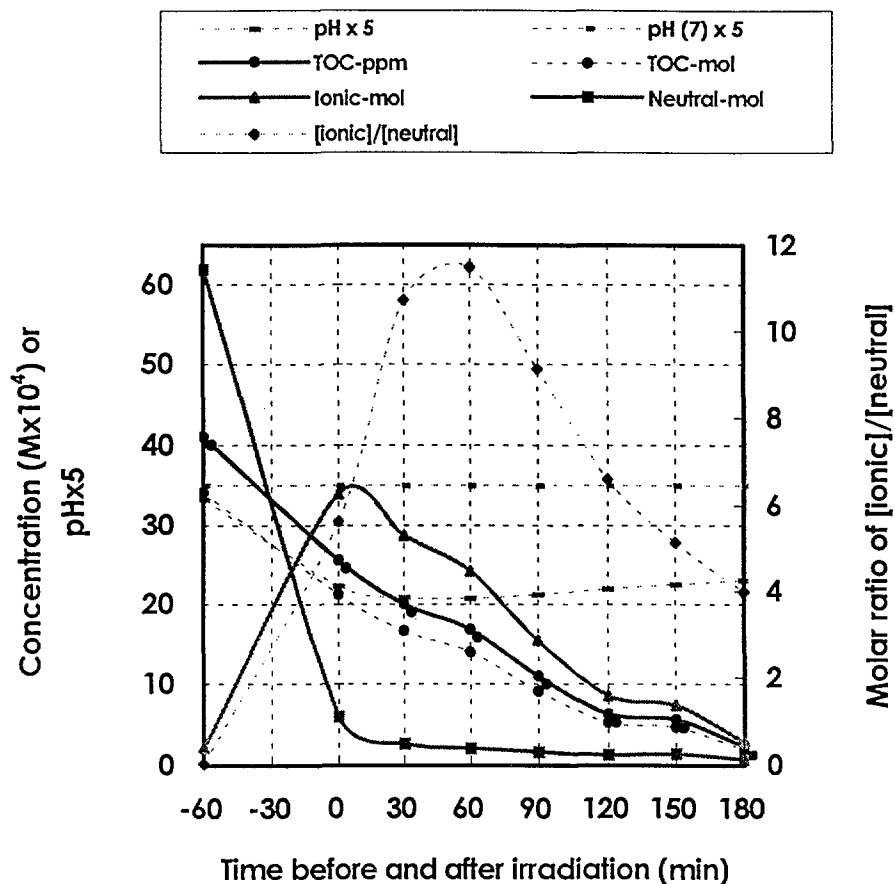 pH x 5 pH (7) x 5
TOC-ppm TOC-mol
Ionic-mol Neutral-mol
[ionic]/[neutral]
Concentration (Mx10⁴) or
pHx5
60
50
40
30
20
10
0
12
10
8
6
4
2
0
Molar ratio of [ionic]/[neutral]
-60 -30 0 30 60 90 120 150 180
Time before and after irradiation (min)